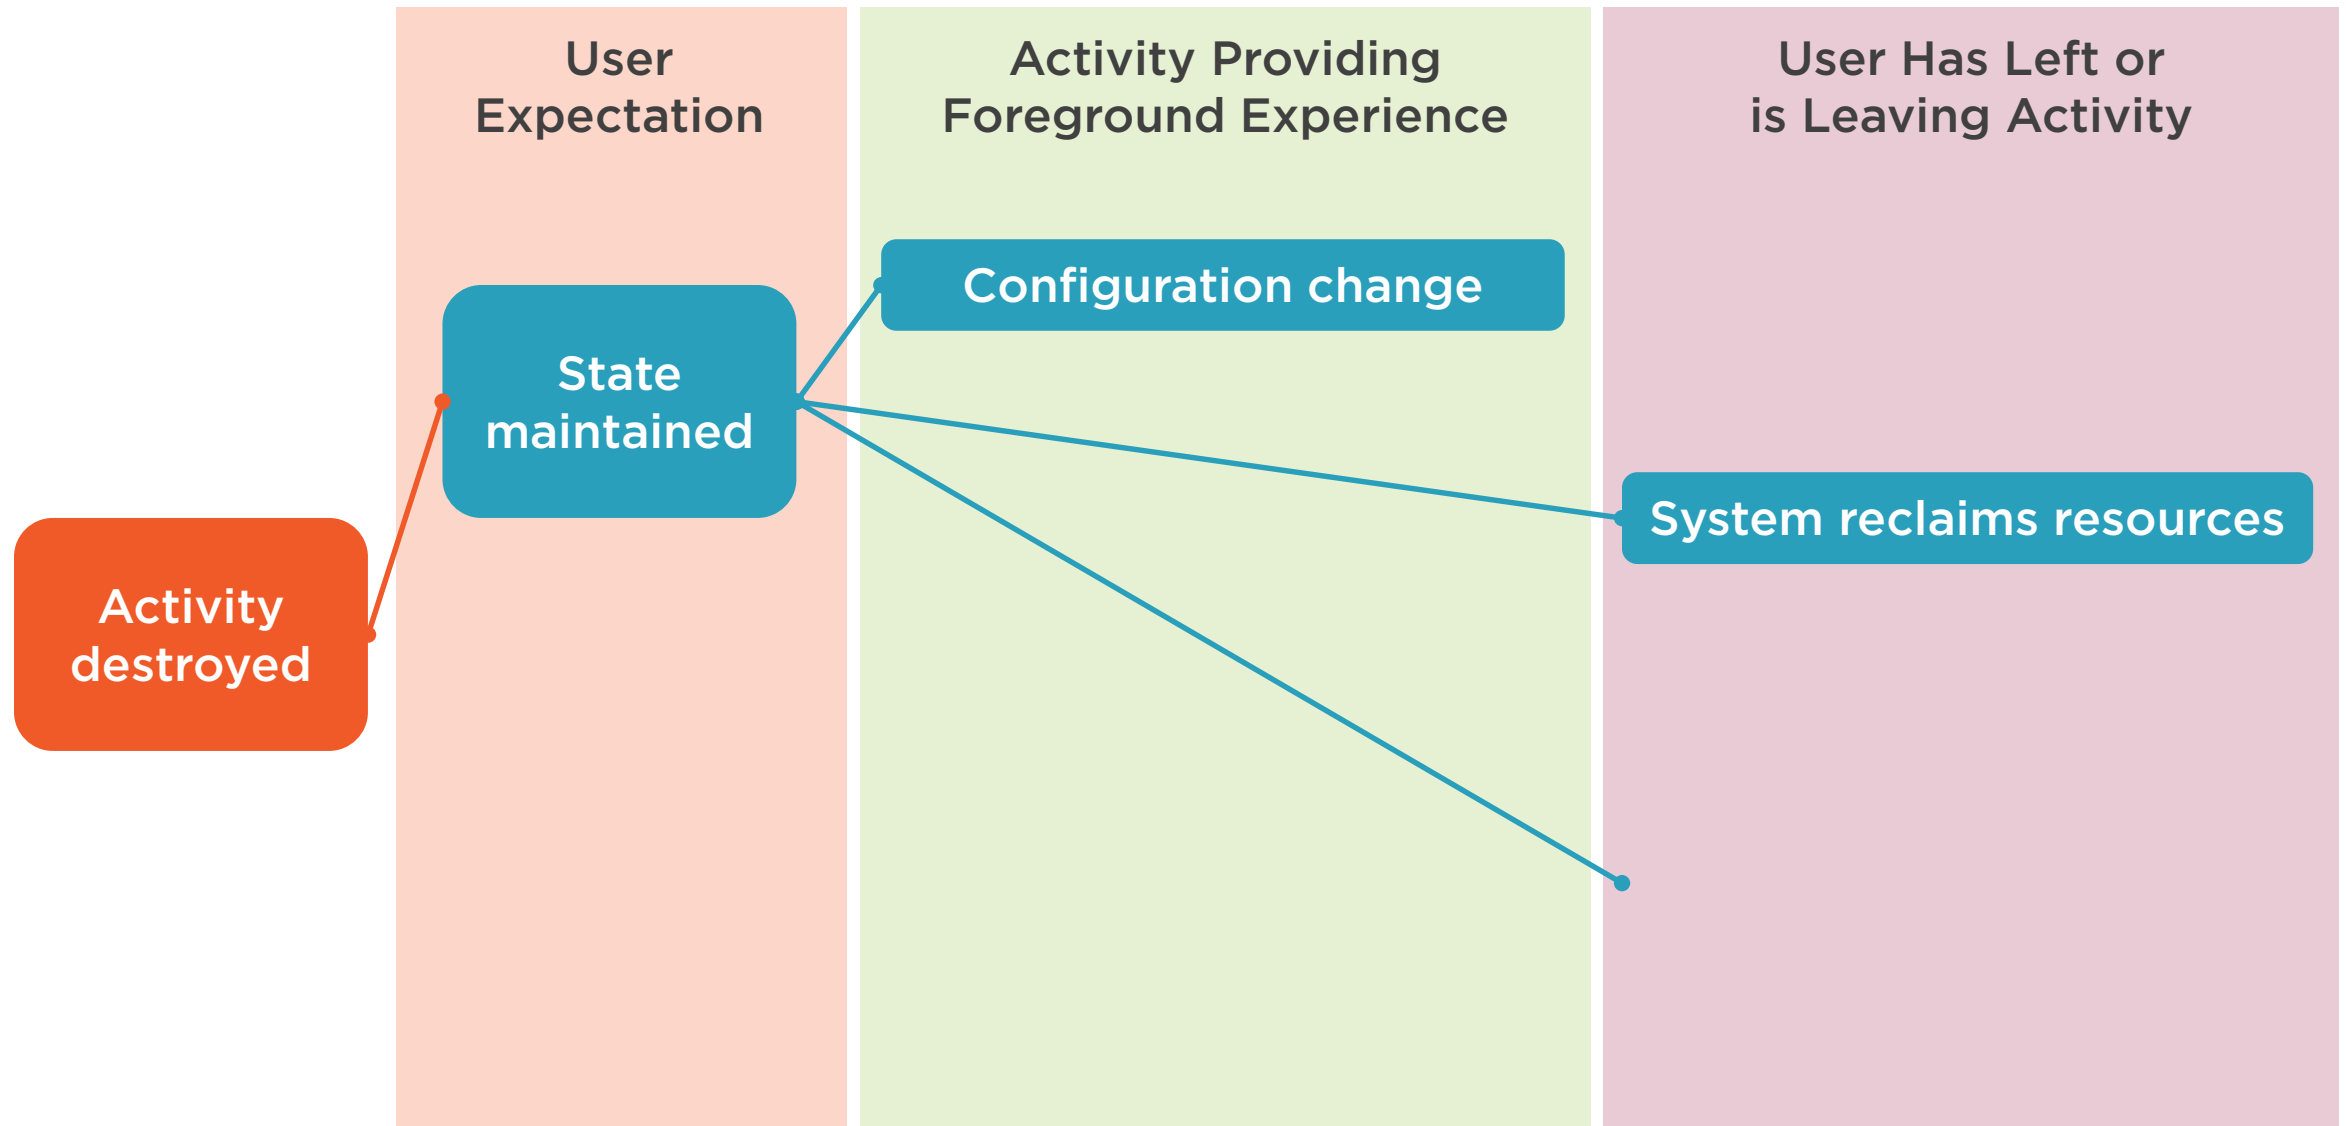 User
Expectation
Activity Providing
Foreground Experience
User Has Left or
is Leaving Activity
Configuration change
State
maintained
System reclaims resources
Activity
destroyed